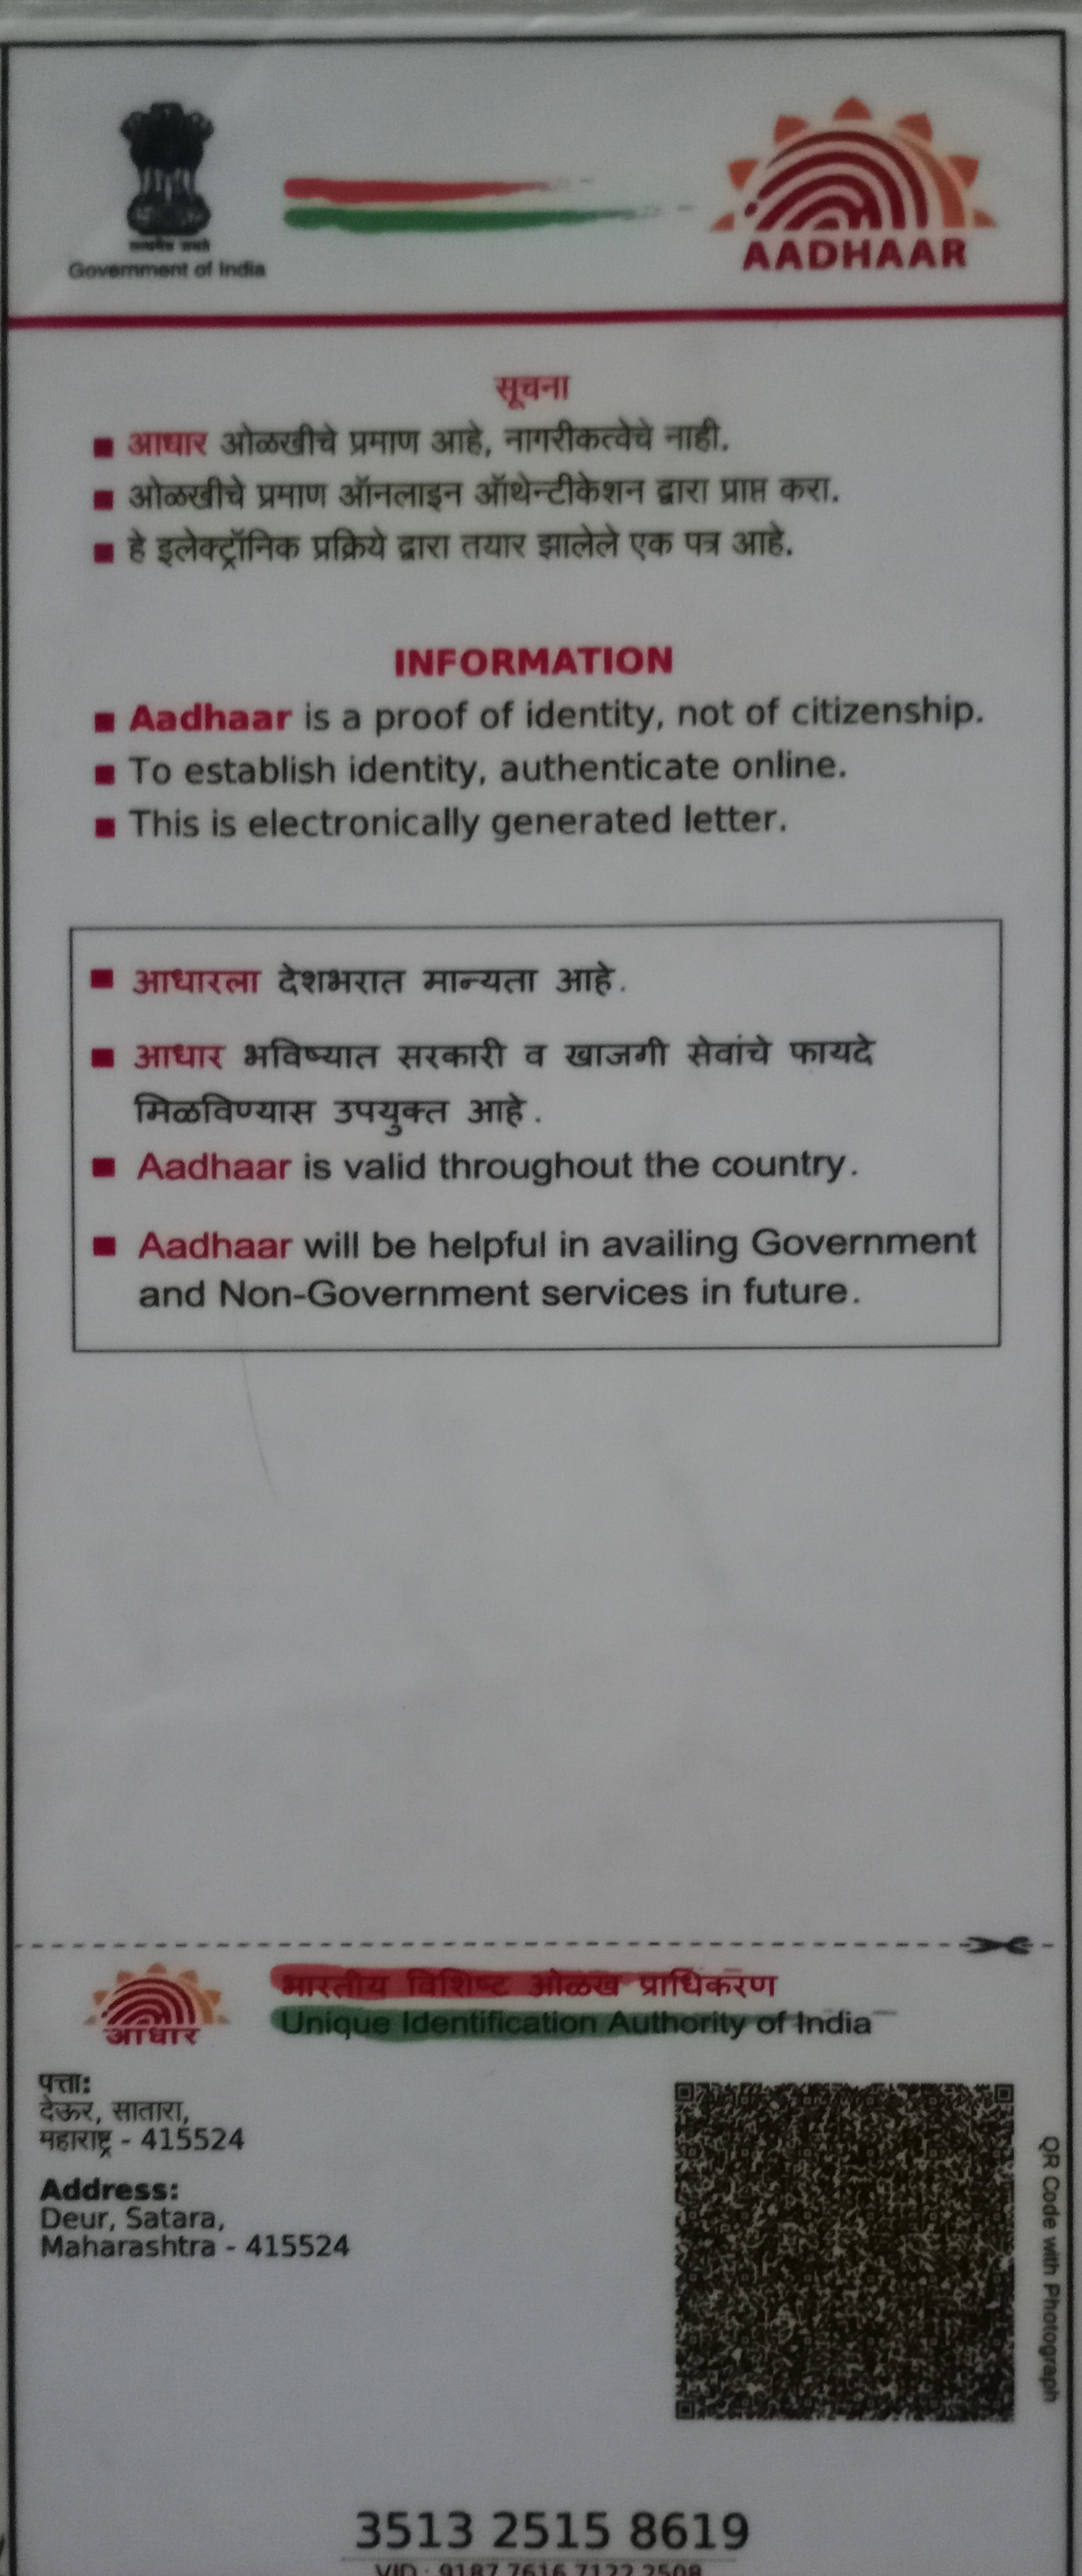 सत्यमेव जयते
Government of India
AADHAAR
सूचना
आधार ओळखीचे प्रमाण आहे, नागरीकत्वेचे नाही.
ओळखीचे प्रमाण ऑनलाइन ऑथेन्टीकेशन द्वारा प्राप्त करा.
हे इलेक्ट्रॉनिक प्रक्रिये द्वारा तयार झालेले एक पत्र आहे.
INFORMATION
Aadhaar is a proof of identity, not of citizenship.
To establish identity, authenticate online.
This is electronically generated letter.
आधारला देशभरात मान्यता आहे.
आधार भविष्यात सरकारी व खाजगी सेवांचे फायदे
मिळविण्यास उपयुक्त आहे.
Aadhaar is valid throughout the country.
Aadhaar will be helpful in availing Government
and Non-Government services in future.
आधार
भारतीय विशिष्ट ओळख प्राधिकरण
Unique Identification Authority of India
पत्ता:
देऊर, सातारा,
महाराष्ट्र - 415524
Address:
Deur, Satara,
Maharashtra - 415524
QR Code with Photograph
3513 2515 8619
VID : 9187 7616 7122 2508